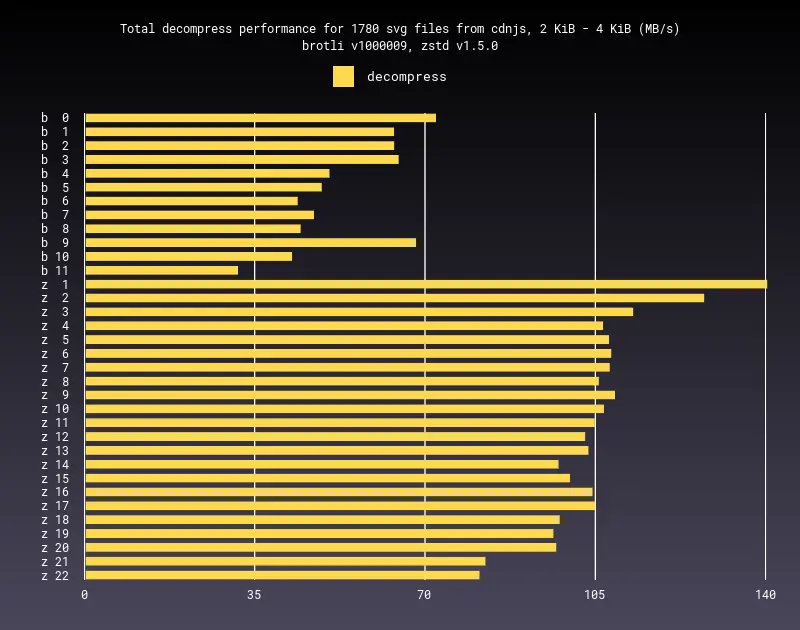 Total decompress performance for 1780 svg files from cdnjs, 2 KiB - 4 KiB (MB/s)
brotli v1000009, zstd v1.5.0
decompress
b 0
b 1
b 2
b 3
b 4
b 5
b 6
b 7
b 8
b 9
b 10
b 11
z 1
z 2
z 3
z 4
z 5
z 6
z 7
z 8
z 9
z 10
z 11
z 12
z 13
z 14
z 15
z 16
z 17
z 18
z 19
z 20
z 21
z 22
0 35 70 105 140